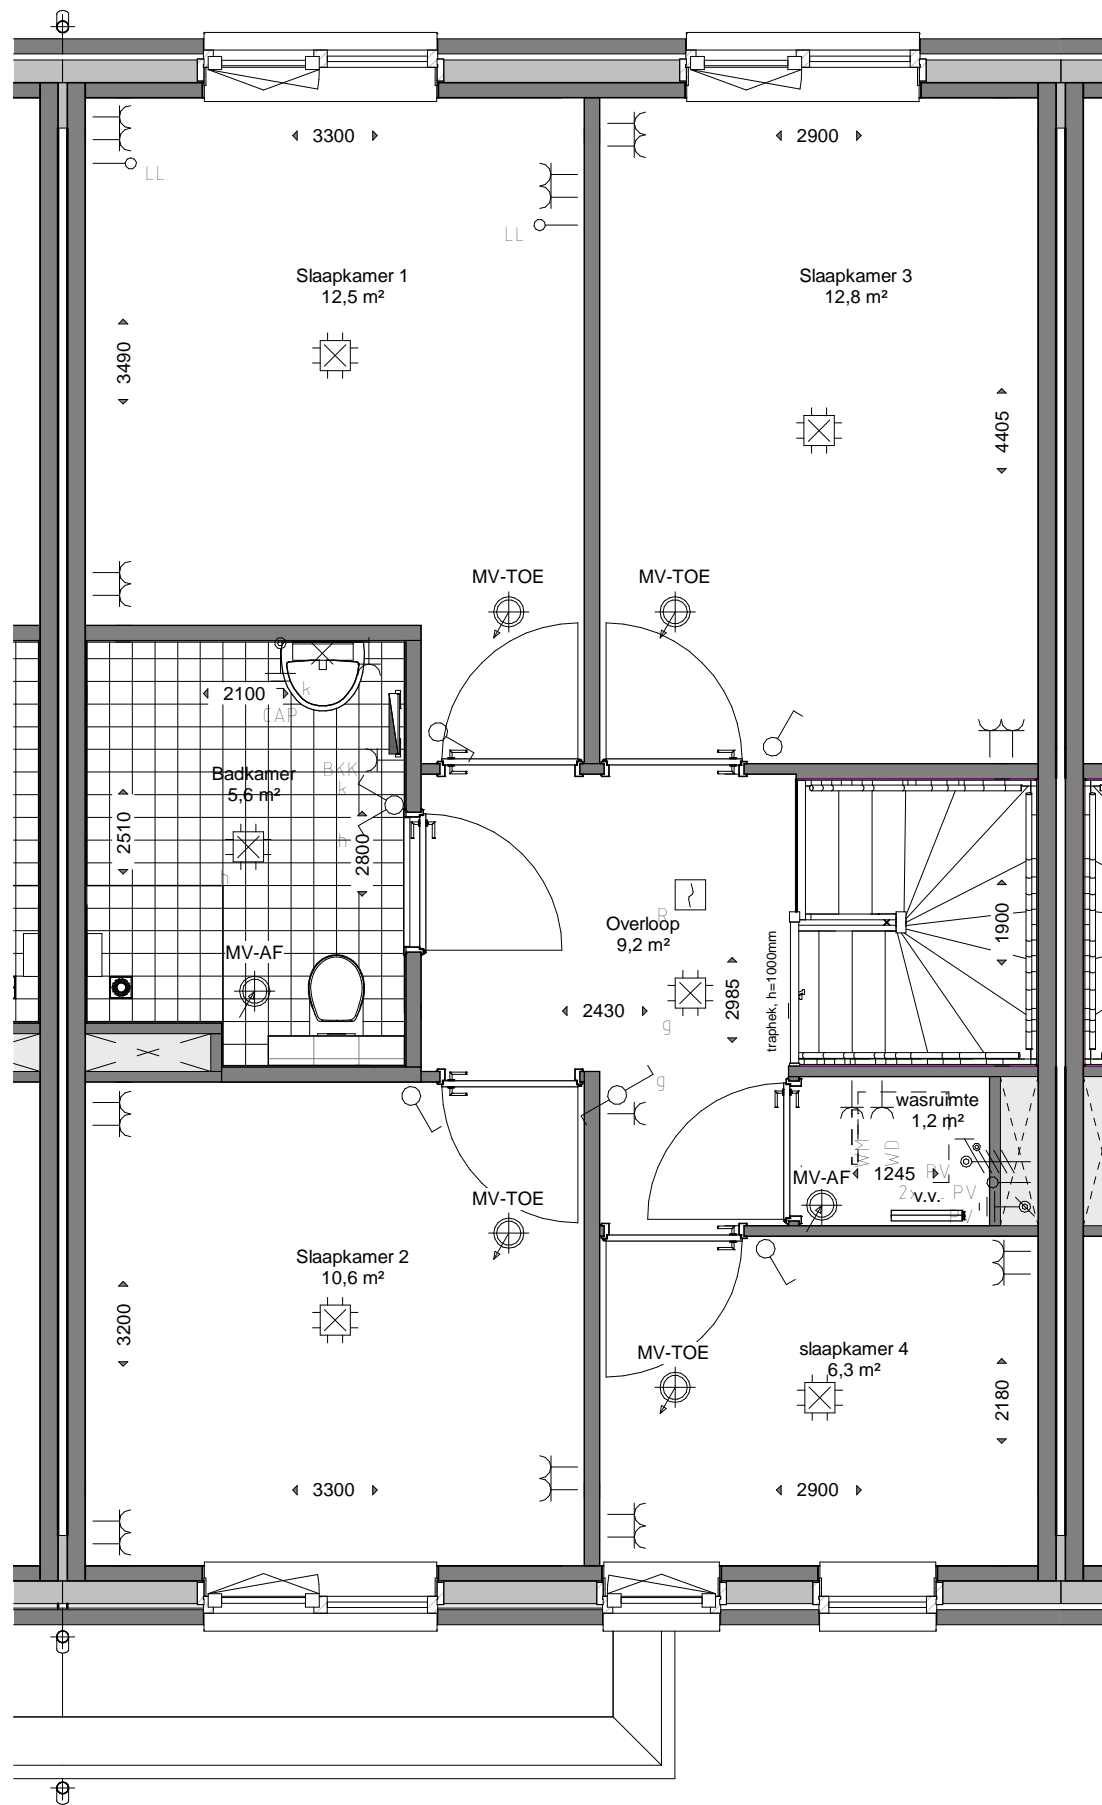 3300
2900
LL
LL
Slaapkamer 1
12,5 m²
Slaapkamer 3
12,8 m²
3490
4405
MV-TOE
MV-TOE
2100
k
CAP
Badkamer
5,6 m²
BKK
k
2510
2800
h
h
MV-AF
R
Overloop
9,2 m²
1900
2430
2985
g
traphek, h=1000mm
g
wasruimte
1,2 m²
WM
WD
1245
PV
2x
v.v.
PV
PV
MV-AF
MV-TOE
Slaapkamer 2
10,6 m²
3200
MV-TOE
slaapkamer 4
6,3 m²
2180
3300
2900